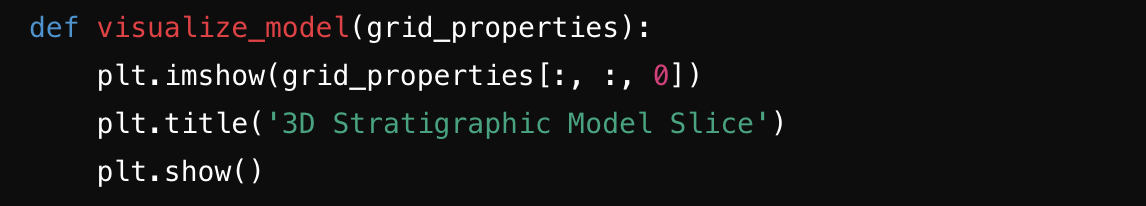 def visualize_model(grid_properties):
    plt.imshow(grid_properties[:, :, 0])
    plt.title('3D Stratigraphic Model Slice')
    plt.show()